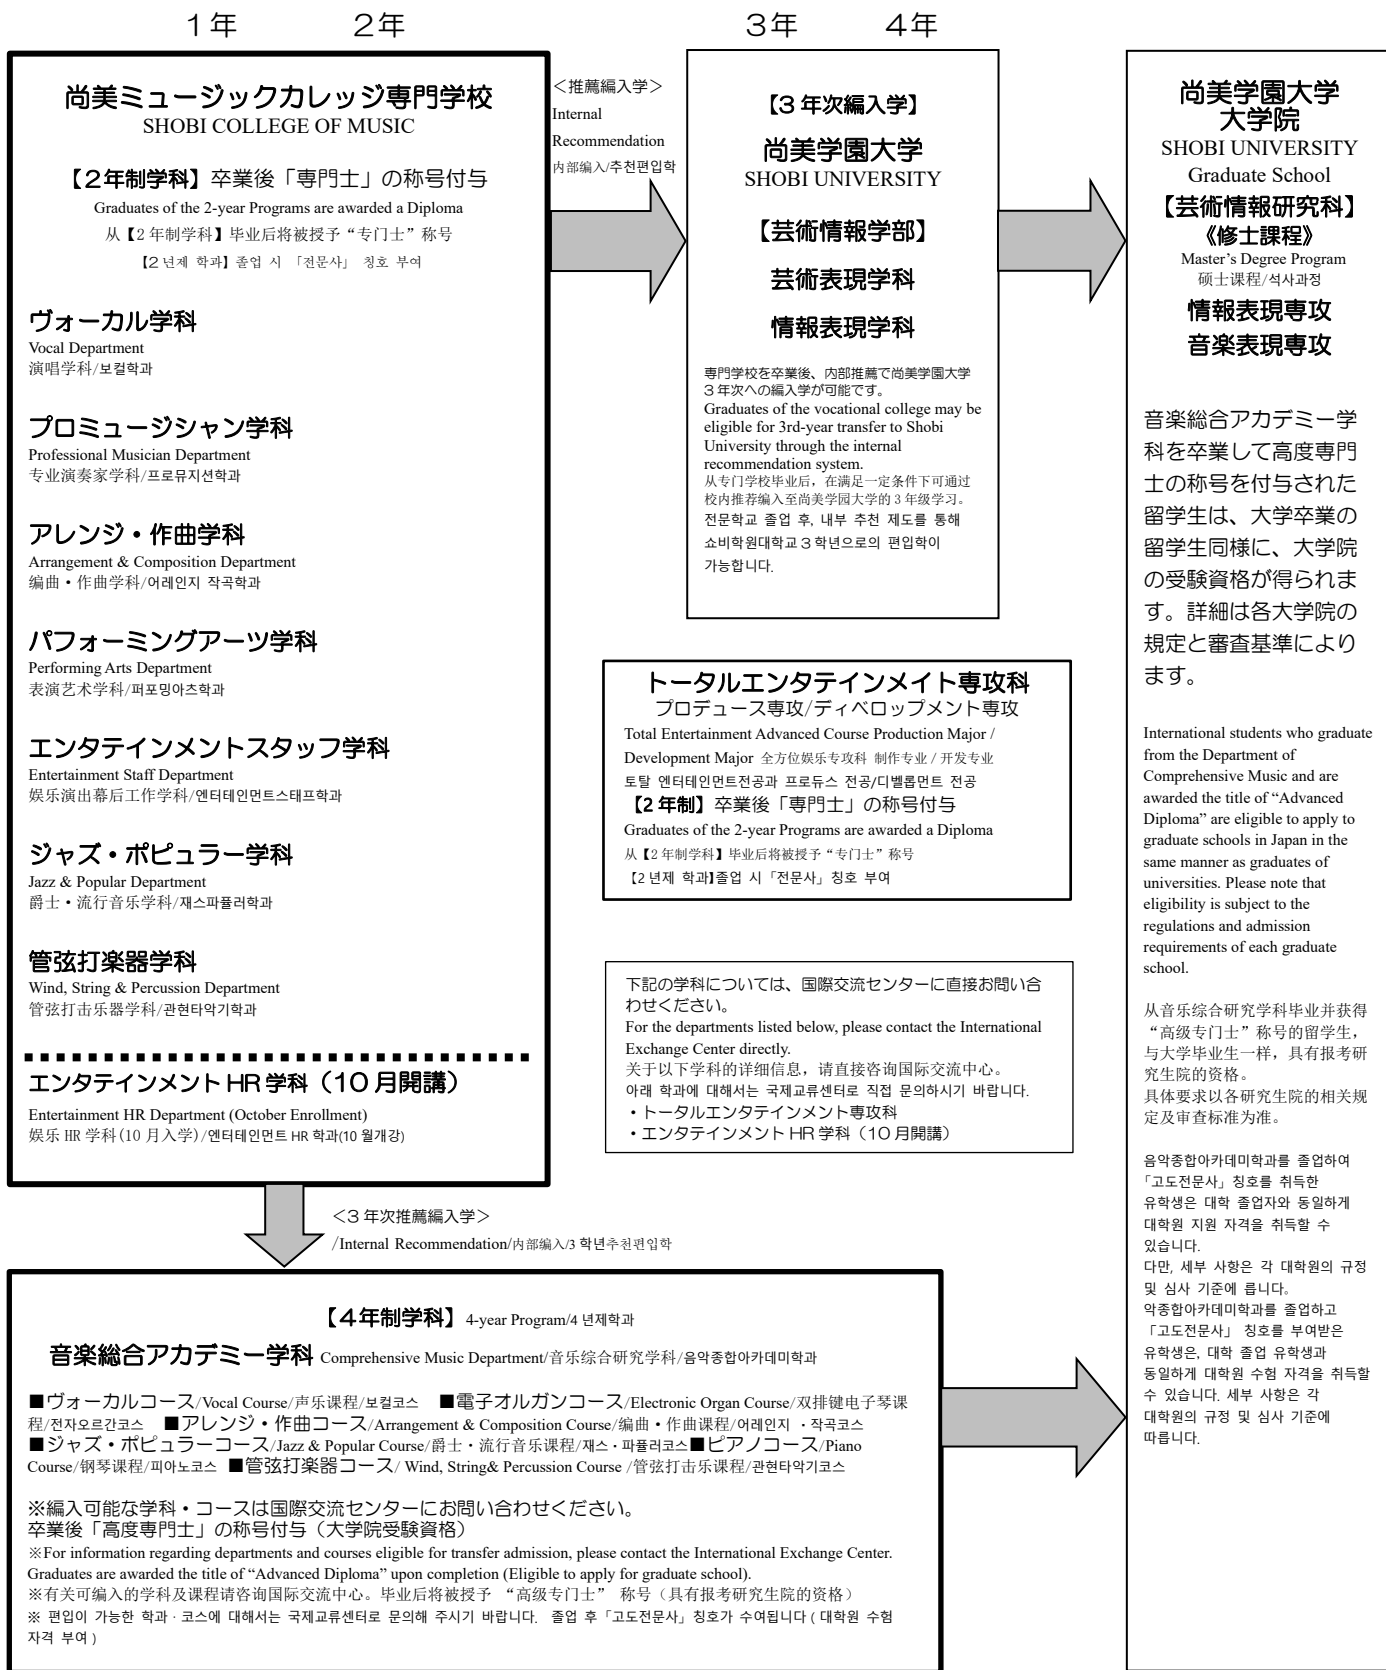 １年　２年　３年　４年
尚美ミュージックカレッジ専門学校
SHOBI COLLEGE OF MUSIC
【２年制学科】卒業後「専門士」の称号付与
Graduates of the 2-year Programs are awarded a Diploma
从【2 年制学科】毕业后将被授予“专门士”称号
【2 년제 학과】졸업 시 「전문사」 칭호 부여
ヴォーカル学科
Vocal Department
演唱学科/보컬학과
プロミュージシャン学科
Professional Musician Department
专业演奏家学科/프로뮤지션학과
アレンジ・作曲学科
Arrangement & Composition Department
编曲・作曲学科/어레인지 작곡학과
パフォーミングアーツ学科
Performing Arts Department
表演艺术学科/퍼포밍아츠학과
エンタテインメントスタッフ学科
Entertainment Staff Department
娱乐演出幕后工作学科/엔터테인먼트스태프학과
ジャズ・ポピュラー学科
Jazz & Popular Department
爵士・流行音乐学科/재스파퓰러학과
管弦打楽器学科
Wind, String & Percussion Department
管弦打击乐器学科/관현타악기학과
エンタテインメント HR 学科（10 月開講）
Entertainment HR Department (October Enrollment)
娱乐 HR 学科(10 月入学)/엔터테인먼트 HR 학과(10 월개강)
＜推薦編入学＞
Internal
Recommendation
内部编入/추천편입학
【3 年次編入学】
尚美学園大学
SHOBI UNIVERSITY
【芸術情報学部】
芸術表現学科
情報表現学科
専門学校を卒業後、内部推薦で尚美学園大学
3 年次への編入学が可能です。
Graduates of the vocational college may be
eligible for 3rd-year transfer to Shobi
University through the internal
recommendation system.
从专门学校毕业后，在满足一定条件下可通过
校内推荐编入至尚美学园大学的 3 年级学习。
전문학교 졸업 후, 내부 추천 제도를 통해
쇼비학원대학교 3 학년으로의 편입학이
가능합니다.
トータルエンタテインメイト専攻科
プロデュース専攻/ディベロップメント専攻
Total Entertainment Advanced Course Production Major /
Development Major 全方位娱乐专攻科 制作专业 / 开发专业
토탈 엔터테인먼트전공과 프로듀스 전공/디벨롭먼트 전공
【2 年制】卒業後「専門士」の称号付与
Graduates of the 2-year Programs are awarded a Diploma
从【2 年制学科】毕业后将被授予“专门士”称号
【2 년제 학과】졸업 시「전문사」칭호 부여
下記の学科については、国際交流センターに直接お問い合
わせください。
For the departments listed below, please contact the International
Exchange Center directly.
关于以下学科的详细信息，请直接咨询国际交流中心。
아래 학과에 대해서는 국제교류센터로 직접 문의하시기 바랍니다.
・トータルエンタテインメント専攻科
・エンタテインメント HR 学科（10 月開講）
尚美学園大学
大学院
SHOBI UNIVERSITY
Graduate School
【芸術情報研究科】
《修士課程》
Master’s Degree Program
硕士课程/석사과정
情報表現専攻
音楽表現専攻
音楽総合アカデミー学
科を卒業して高度専門
士の称号を付与された
留学生は、大学卒業の
留学生同様に、大学院
の受験資格が得られま
す。詳細は各大学院の
規定と審査基準により
ます。
International students who graduate
from the Department of
Comprehensive Music and are
awarded the title of “Advanced
Diploma” are eligible to apply to
graduate schools in Japan in the
same manner as graduates of
universities. Please note that
eligibility is subject to the
regulations and admission
requirements of each graduate
school.
从音乐综合研究学科毕业并获得
“高级专门士”称号的留学生，
与大学毕业生一样，具有报考研
究生院的资格。
具体要求以各研究生院的相关规
定及审查标准为准。
음악종합아카데미학과를 졸업하여
「고도전문사」칭호를 취득한
유학생은 대학 졸업자와 동일하게
대학원 지원 자격을 취득할 수
있습니다.
다만, 세부 사항은 각 대학원의 규정
및 심사 기준에 릅니다.
악종합아카데미학과를 졸업하고
「고도전문사」 칭호를 부여받은
유학생은, 대학 졸업 유학생과
동일하게 대학원 수험 자격을 취득할
수 있습니다. 세부 사항은 각
대학원의 규정 및 심사 기준에
따릅니다.
＜3 年次推薦編入学＞
/Internal Recommendation/内部编入/3 학년추천편입학
【４年制学科】4-year Program/4 년제학과
音楽総合アカデミー学科 Comprehensive Music Department/音乐综合研究学科/음악종합아카데미학과
■ヴォーカルコース/Vocal Course/声乐课程/보컬코스 ■電子オルガンコース/Electronic Organ Course/双排键电子琴课
程/전자오르간코스 ■アレンジ・作曲コース/Arrangement & Composition Course/编曲・作曲课程/어레인지 ・작곡코스
■ジャズ・ポピュラーコース/Jazz & Popular Course/爵士・流行音乐课程/재스・파퓰러코스■ピアノコース/Piano
Course/钢琴课程/피아노코스 ■管弦打楽器コース/ Wind, String& Percussion Course /管弦打击乐课程/관현타악기코스
※編入可能な学科・コースは国際交流センターにお問い合わせください。
卒業後「高度専門士」の称号付与（大学院受験資格）
※For information regarding departments and courses eligible for transfer admission, please contact the International Exchange Center.
Graduates are awarded the title of “Advanced Diploma” upon completion (Eligible to apply for graduate school).
※有关可编入的学科及课程请咨询国际交流中心。毕业后将被授予 “高级专门士” 称号（具有报考研究生院的资格）
※ 편입이 가능한 학과 · 코스에 대해서는 국제교류센터로 문의해 주시기 바랍니다. 졸업 후「고도전문사」칭호가 수여됩니다 ( 대학원 수험
자격 부여 )